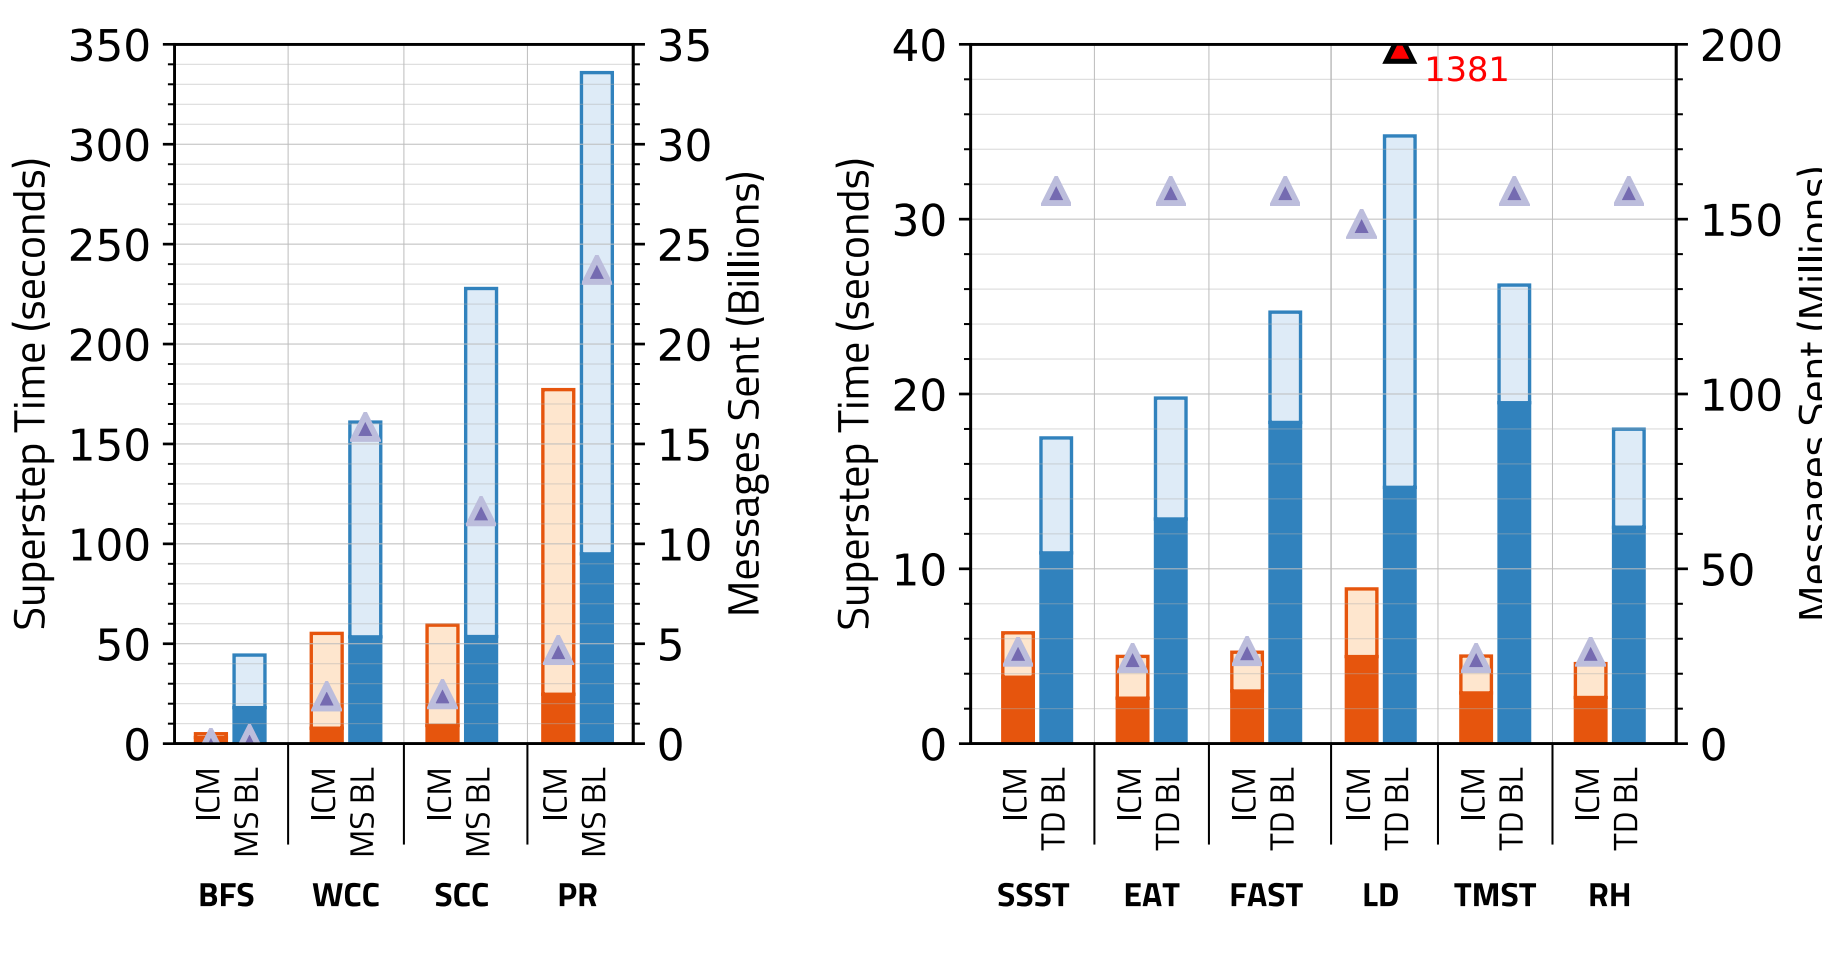 350
300
250
200
150
100
50
0
Superstep Time (seconds)
35
30
25
20
15
10
5
0
Messages Sent (Billions)
ICM
MS BL
ICM
MS BL
ICM
MS BL
ICM
MS BL
BFS WCC SCC PR
40
30
20
10
0
Superstep Time (seconds)
1381
200
150
100
50
0
Messages Sent (Millions)
ICM
TD BL
ICM
TD BL
ICM
TD BL
ICM
TD BL
ICM
TD BL
ICM
TD BL
SSST EAT FAST LD TMST RH